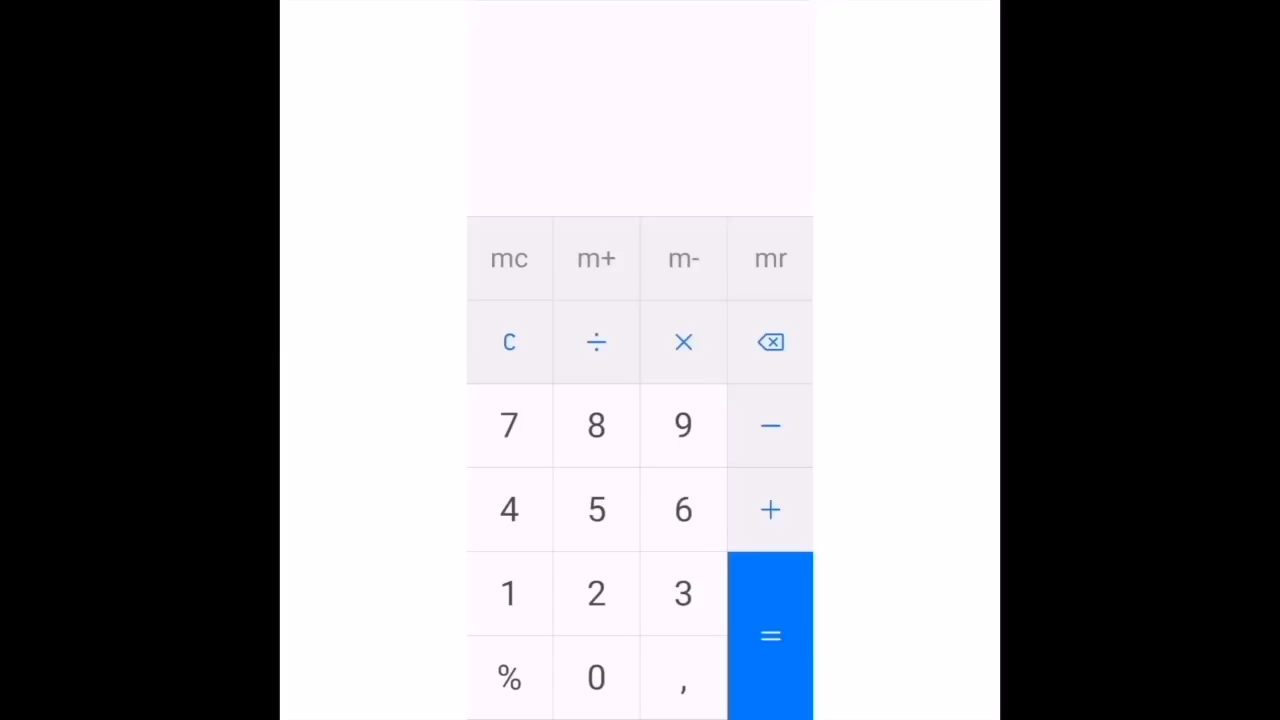 mc m+ m- mr
C ÷ ×
7 8 9 −
4 5 6 +
1 2 3
% 0 , =